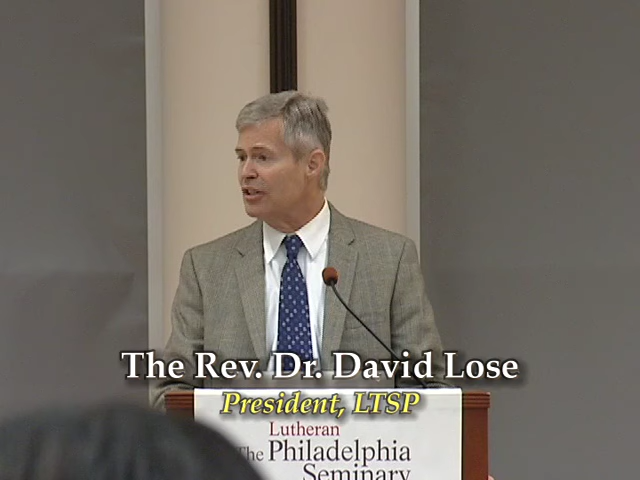 The Rev. Dr. David Lose
President, LTSP
Lutheran
The Philadelphia
Seminary